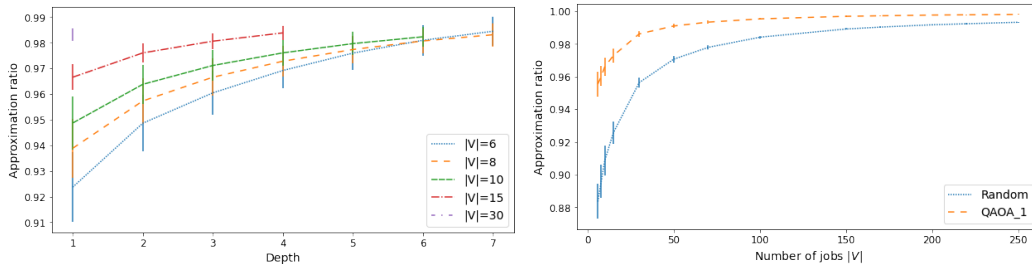 0.99
0.98
0.97
0.96
0.95
0.94
0.93
0.92
0.91
Approximation ratio
1 2 3 4 5 6 7
Depth
|V|=6
|V|=8
|V|=10
|V|=15
|V|=30
1.00
0.98
0.96
0.94
0.92
0.90
0.88
Approximation ratio
0 50 100 150 200 250
Number of jobs |V|
Random
QAOA_1